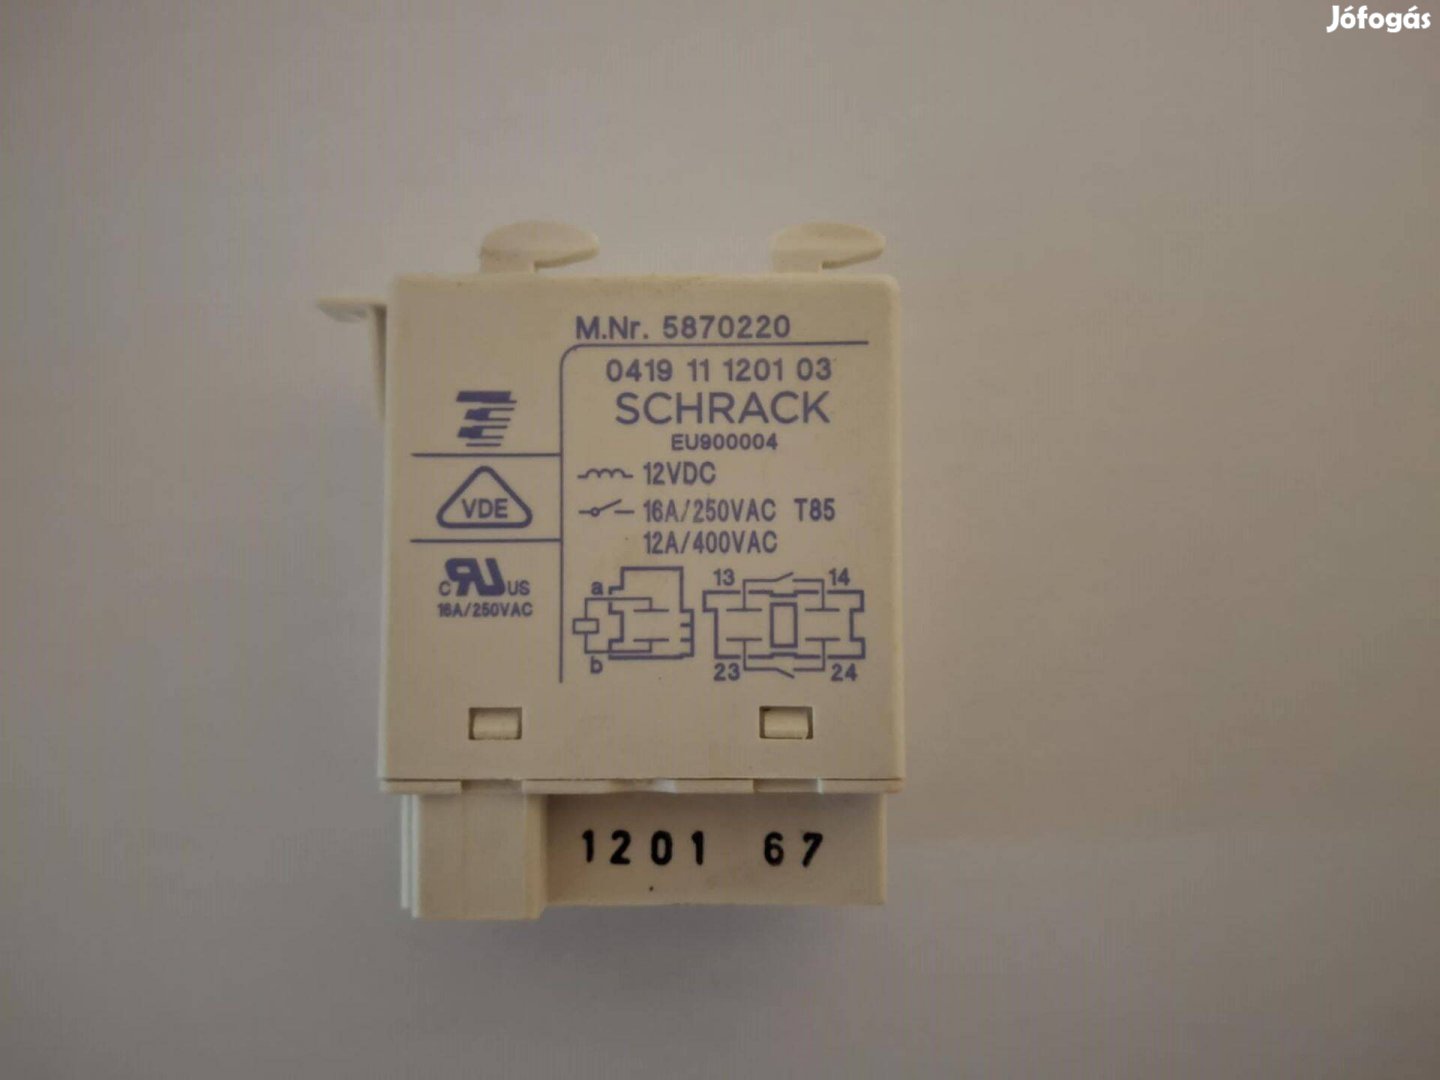 Jófogás
M.Nr. 5870220
0419 11 1201 03
SCHRACK
EU900004
12VDC
VDE
16A/250VAC T85
12A/400VAC
C US
16A/250VAC
a
b
13 14
23 24
1201 67